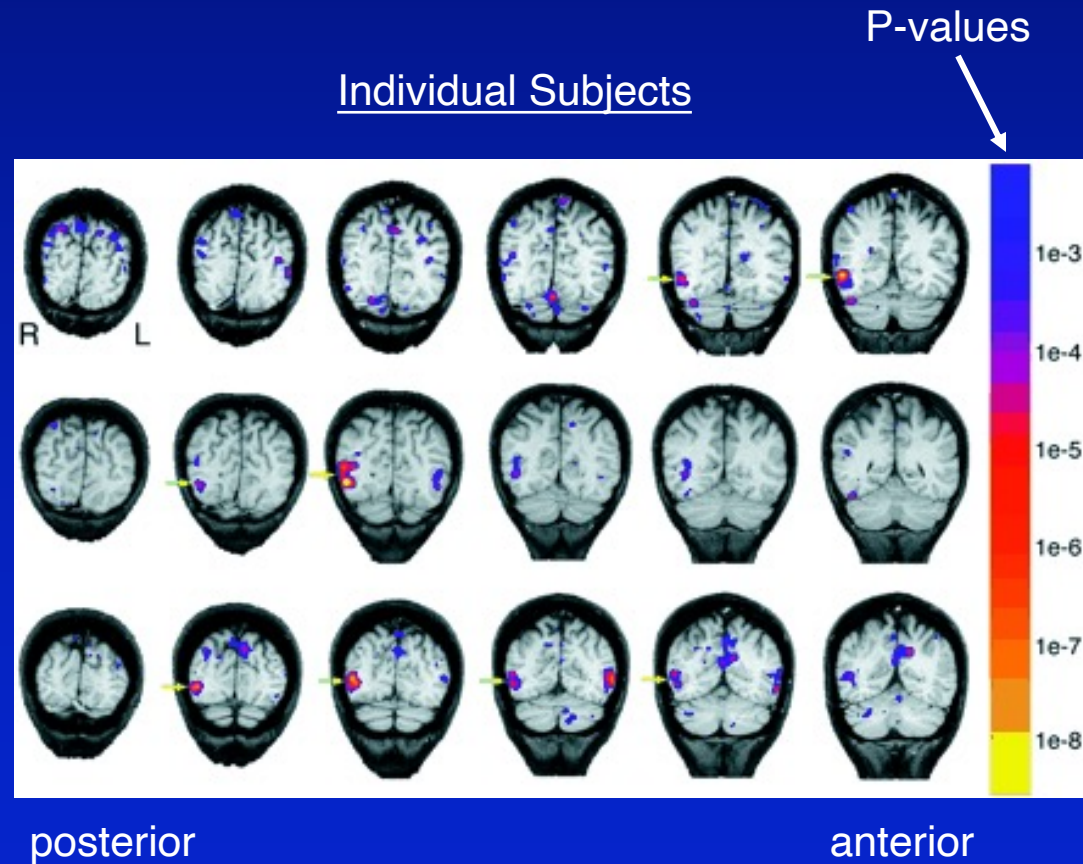 P-values
Individual Subjects
R L
1e-3
1e-4
1e-5
1e-6
1e-7
1e-8
posterior anterior